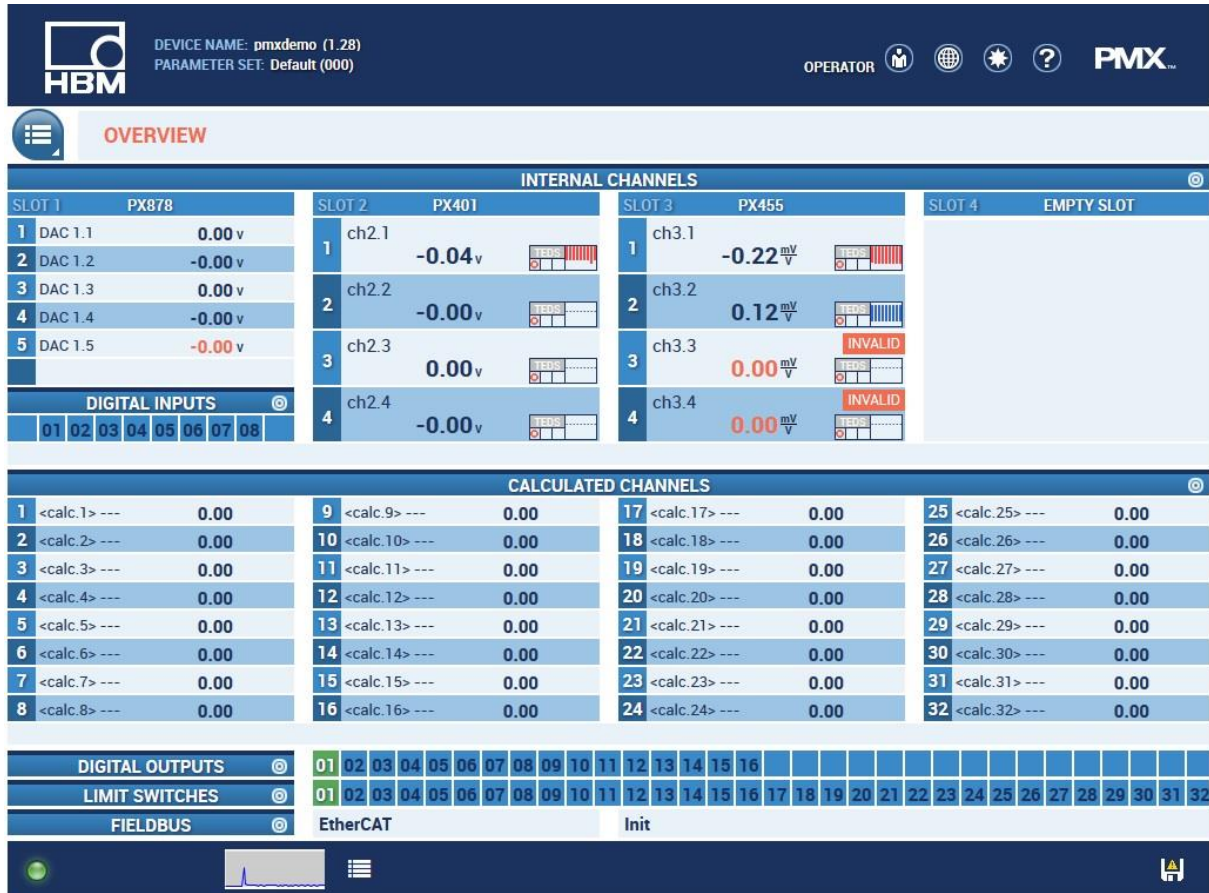 HBM
DEVICE NAME: pmxdemo (1.28)
PARAMETER SET: Default (000)
OPERATOR
?
PMX™
OVERVIEW
INTERNAL CHANNELS
SLOT 1 PX878
1 DAC 1.1 0.00 V
2 DAC 1.2 -0.00 V
3 DAC 1.3 0.00 V
4 DAC 1.4 -0.00 V
5 DAC 1.5 -0.00 V
DIGITAL INPUTS
01 02 03 04 05 06 07 08
SLOT 2 PX401
1 ch2.1
-0.04 V TEDS
2 ch2.2
-0.00 V TEDS
3 ch2.3
0.00 V TEDS
4 ch2.4
-0.00 V TEDS
SLOT 3 PX455
1 ch3.1
-0.22 mV/V TEDS
2 ch3.2
0.12 mV/V TEDS
3 ch3.3 INVALID
0.00 mV/V TEDS
4 ch3.4 INVALID
0.00 mV/V TEDS
SLOT 4 EMPTY SLOT
CALCULATED CHANNELS
1 <calc.1> --- 0.00
2 <calc.2> --- 0.00
3 <calc.3> --- 0.00
4 <calc.4> --- 0.00
5 <calc.5> --- 0.00
6 <calc.6> --- 0.00
7 <calc.7> --- 0.00
8 <calc.8> --- 0.00
9 <calc.9> --- 0.00
10 <calc.10> --- 0.00
11 <calc.11> --- 0.00
12 <calc.12> --- 0.00
13 <calc.13> --- 0.00
14 <calc.14> --- 0.00
15 <calc.15> --- 0.00
16 <calc.16> --- 0.00
17 <calc.17> --- 0.00
18 <calc.18> --- 0.00
19 <calc.19> --- 0.00
20 <calc.20> --- 0.00
21 <calc.21> --- 0.00
22 <calc.22> --- 0.00
23 <calc.23> --- 0.00
24 <calc.24> --- 0.00
25 <calc.25> --- 0.00
26 <calc.26> --- 0.00
27 <calc.27> --- 0.00
28 <calc.28> --- 0.00
29 <calc.29> --- 0.00
30 <calc.30> --- 0.00
31 <calc.31> --- 0.00
32 <calc.32> --- 0.00
DIGITAL OUTPUTS 01 02 03 04 05 06 07 08 09 10 11 12 13 14 15 16
LIMIT SWITCHES 01 02 03 04 05 06 07 08 09 10 11 12 13 14 15 16 17 18 19 20 21 22 23 24 25 26 27 28 29 30 31 32
FIELDBUS EtherCAT Init